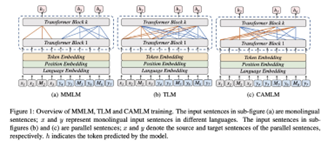 Transformer Block k
Transformer Block k
Transformer Block k
Transformer Block 1
Transformer Block 1
Transformer Block 1
Token Embedding
Token Embedding
Token Embedding
Position Embedding
Position Embedding
Position Embedding
Language Embedding
Language Embedding
Language Embedding
(a) MMLM
(b) TLM
(c) CAMLM
Figure 1: Overview of MMLM, TLM and CAMLM training. The input sentences in sub-figure (a) are monolingual
sentences; x and y represent monolingual input sentences in different languages. The input sentences in sub-
figures (b) and (c) are parallel sentences; x and y denote the source and target sentences of the parallel sentences,
respectively. h indicates the token predicted by the model.